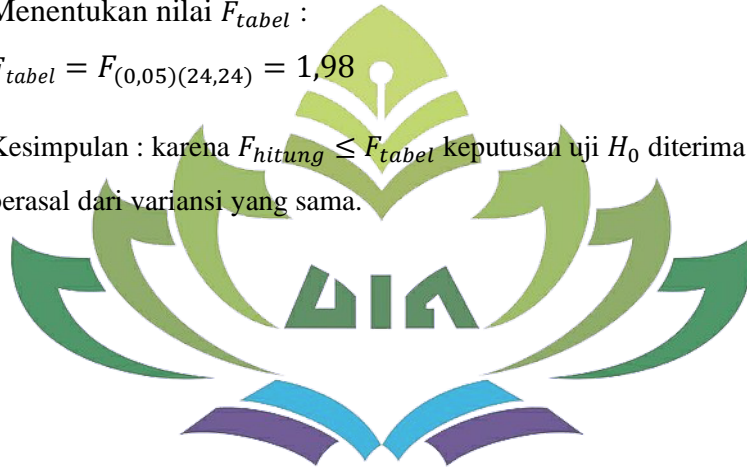 Menentukan nilai F_tabel :
F_tabel = F_(0,05)(24,24) = 1,98
Kesimpulan : karena F_hitung ≤ F_tabel keputusan uji H_0 diterima
berasal dari variansi yang sama.
UIN